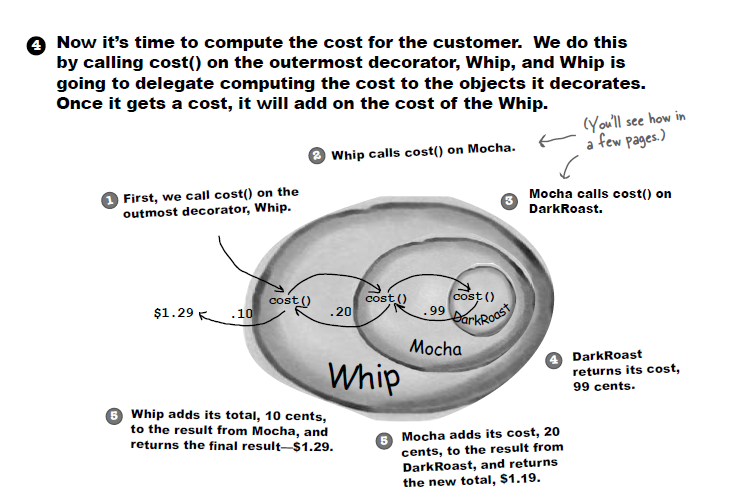 4 Now it's time to compute the cost for the customer. We do this
by calling cost() on the outermost decorator, Whip, and Whip is
going to delegate computing the cost to the objects it decorates.
Once it gets a cost, it will add on the cost of the Whip.
(You'll see how in
a few pages.)
2 Whip calls cost() on Mocha.
1 First, we call cost() on the
outmost decorator, Whip.
3 Mocha calls cost() on
DarkRoast.
cost() cost() cost()
$1.29 .10 .20 .99
DarkRoast
Mocha
Whip
4 DarkRoast
returns its cost,
99 cents.
5 Whip adds its total, 10 cents,
to the result from Mocha, and
returns the final result—$1.29.
5 Mocha adds its cost, 20
cents, to the result from
DarkRoast, and returns
the new total, $1.19.